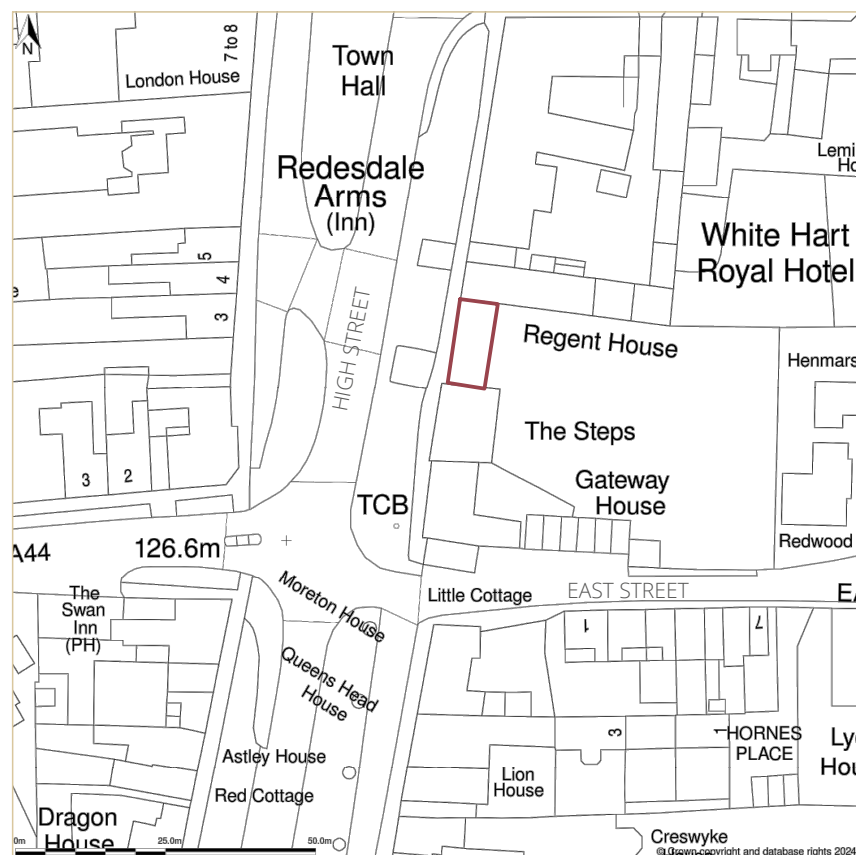 N
7 to 8
London House
Town
Hall
Redesdale
Arms
(Inn)
Lemi
Ho
White Hart
Royal Hotel
5
4
3
e
HIGH STREET
Regent House
Henmars
The Steps
3
2
Gateway
House
TCB
A44
126.6m
Redwood
The
Swan
Inn
(PH)
Little Cottage
EAST STREET
EA
Moreton House
1
7
Queens Head
House
Astley House
3
1
HORNES
PLACE
Ly
Hou
Red Cottage
Lion
House
Dragon
House
Creswyke
0m
25.0m
50.0m
© Crown copyright and database rights 2024